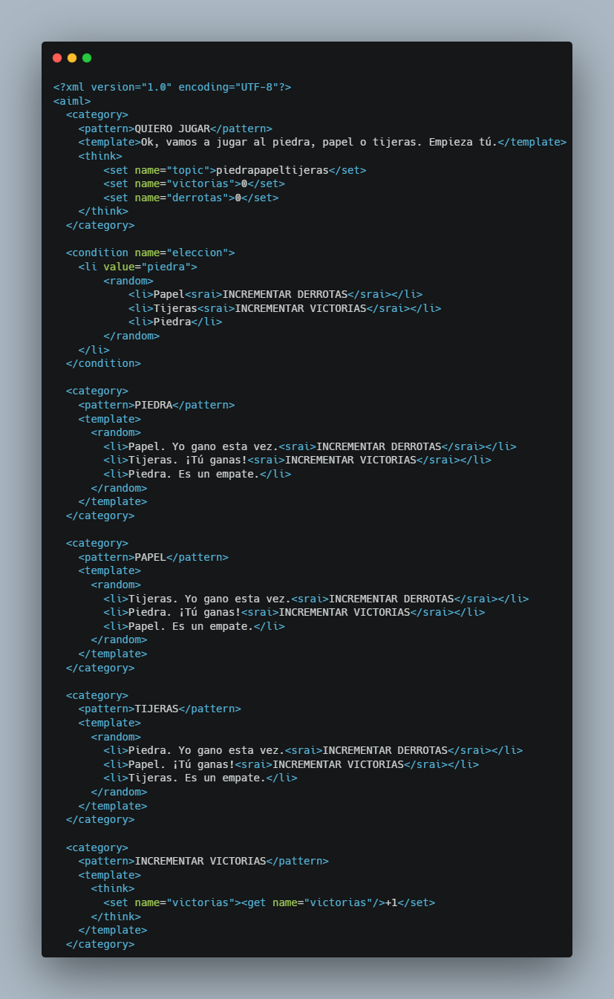 <?xml version="1.0" encoding="UTF-8"?>
<aiml>
  <category>
    <pattern>QUIERO JUGAR</pattern>
    <template>Ok, vamos a jugar al piedra, papel o tijeras. Empieza tú.</template>
    <think>
        <set name="topic">piedrapapeltijeras</set>
        <set name="victorias">0</set>
        <set name="derrotas">0</set>
    </think>
  </category>

  <condition name="eleccion">
    <li value="piedra">
        <random>
            <li>Papel<srai>INCREMENTAR DERROTAS</srai></li>
            <li>Tijeras<srai>INCREMENTAR VICTORIAS</srai></li>
            <li>Piedra</li>
        </random>
    </li>
  </condition>

  <category>
    <pattern>PIEDRA</pattern>
    <template>
      <random>
        <li>Papel. Yo gano esta vez.<srai>INCREMENTAR DERROTAS</srai></li>
        <li>Tijeras. ¡Tú ganas!<srai>INCREMENTAR VICTORIAS</srai></li>
        <li>Piedra. Es un empate.</li>
      </random>
    </template>
  </category>

  <category>
    <pattern>PAPEL</pattern>
    <template>
      <random>
        <li>Tijeras. Yo gano esta vez.<srai>INCREMENTAR DERROTAS</srai></li>
        <li>Piedra. ¡Tú ganas!<srai>INCREMENTAR VICTORIAS</srai></li>
        <li>Papel. Es un empate.</li>
      </random>
    </template>
  </category>

  <category>
    <pattern>TIJERAS</pattern>
    <template>
      <random>
        <li>Piedra. Yo gano esta vez.<srai>INCREMENTAR DERROTAS</srai></li>
        <li>Papel. ¡Tú ganas!<srai>INCREMENTAR VICTORIAS</srai></li>
        <li>Tijeras. Es un empate.</li>
      </random>
    </template>
  </category>

  <category>
    <pattern>INCREMENTAR VICTORIAS</pattern>
    <template>
      <think>
        <set name="victorias"><get name="victorias"/>+1</set>
      </think>
    </template>
  </category>